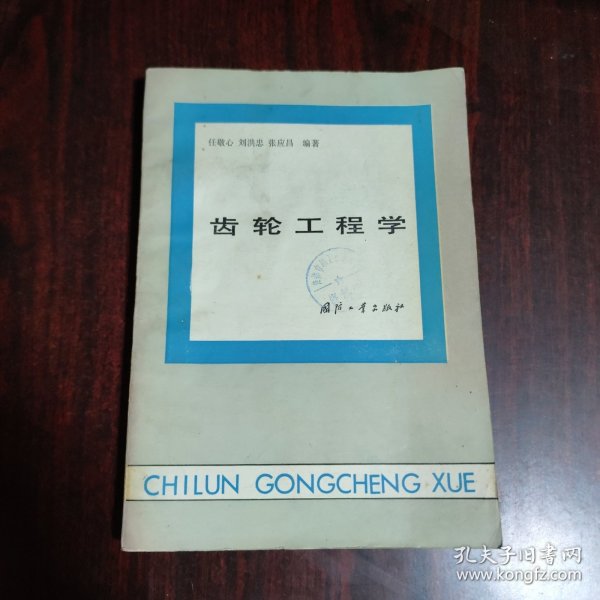 任敬心 刘洪忠 张应昌 编著
齿轮工程学
国防工业出版社
CHILUN GONGCHENG XUE
孔夫子旧书网
www.kongfz.com